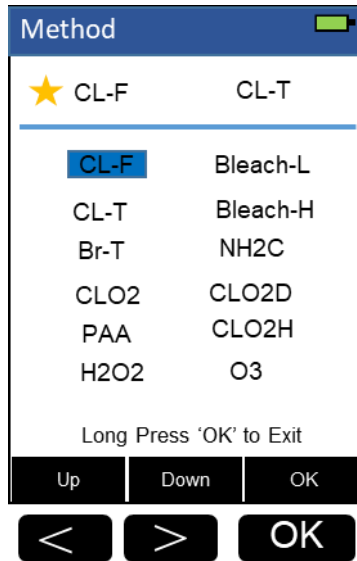 Method
CL-F CL-T
CL-F Bleach-L
CL-T Bleach-H
Br-T NH2C
CLO2 CLO2D
PAA CLO2H
H2O2 O3
Long Press ‘OK’ to Exit
Up Down OK
< > OK